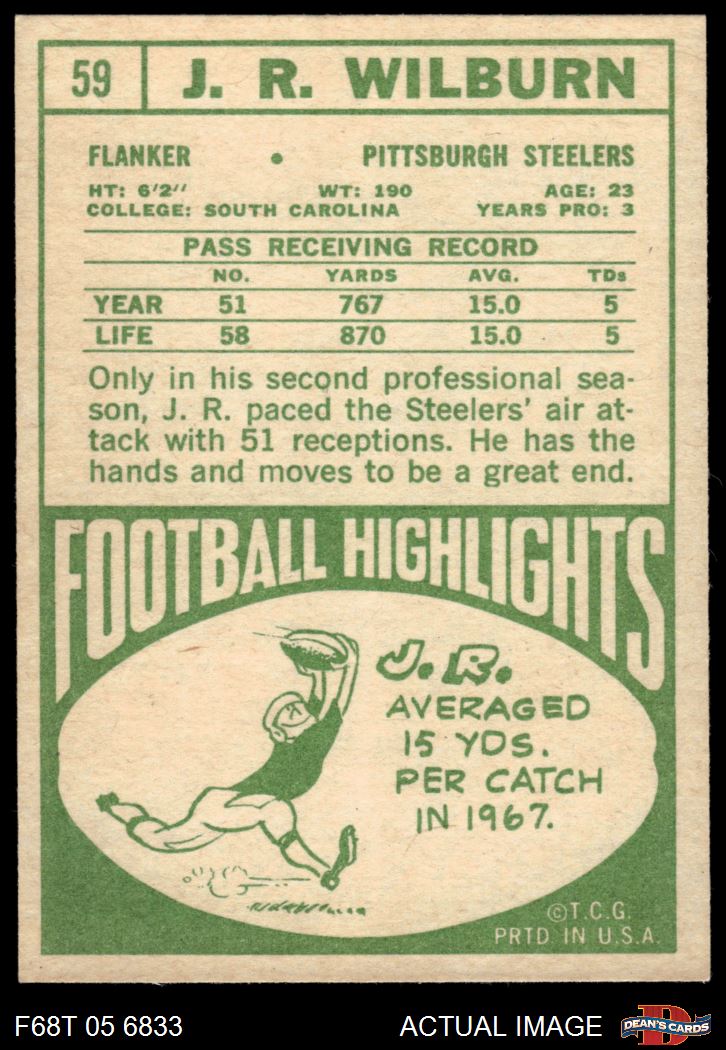 59 J. R. WILBURN
FLANKER • PITTSBURGH STEELERS
HT: 6'2" WT: 190 AGE: 23
COLLEGE: SOUTH CAROLINA YEARS PRO: 3
PASS RECEIVING RECORD
NO. YARDS AVG. TDs
YEAR 51 767 15.0 5
LIFE 58 870 15.0 5
Only in his second professional sea-
son, J. R. paced the Steelers' air at-
tack with 51 receptions. He has the
hands and moves to be a great end.
FOOTBALL HIGHLIGHTS
J. R.
AVERAGED
15 YDS.
PER CATCH
IN 1967.
©T.C.G.
PRTD IN U.S.A.
F68T 05 6833 ACTUAL IMAGE D DEAN'S CARDS